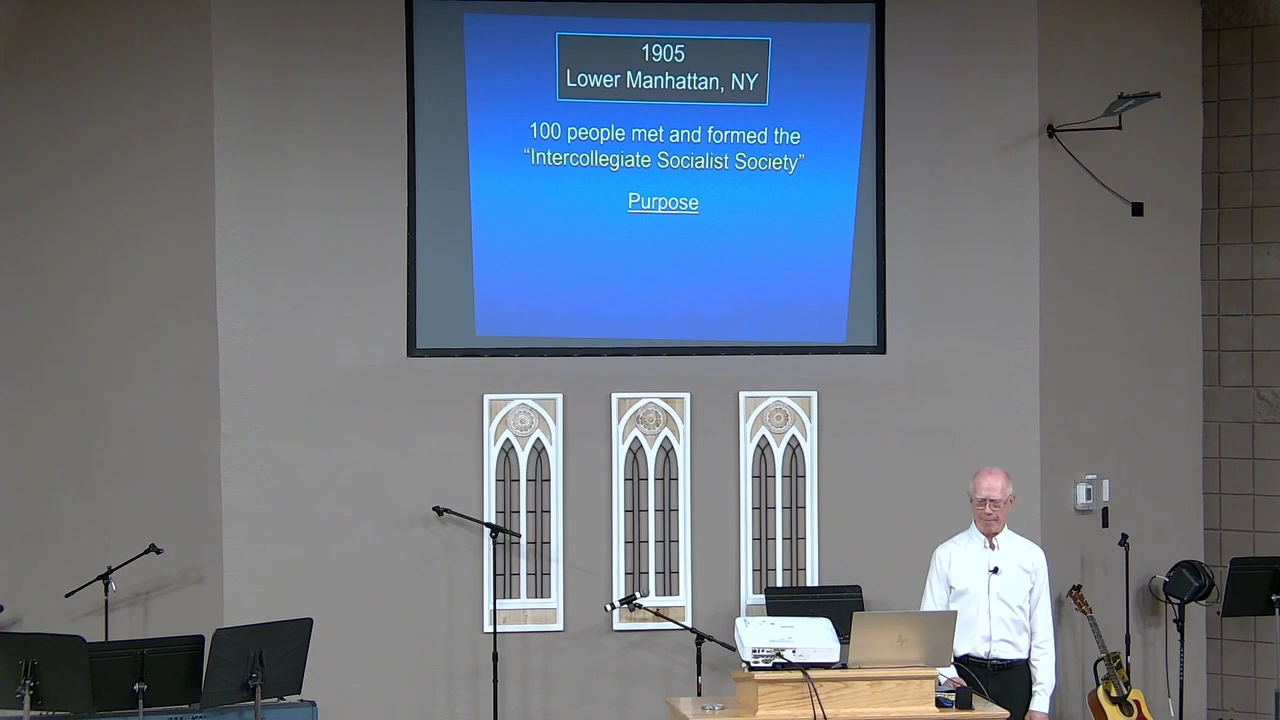 1905
Lower Manhattan, NY
100 people met and formed the
“Intercollegiate Socialist Society”
Purpose